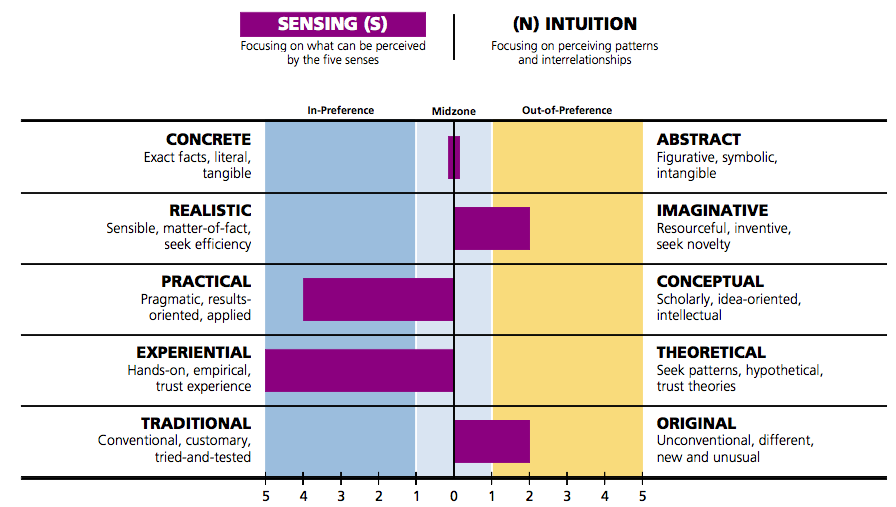 SENSING (S)
(N) INTUITION
Focusing on what can be perceived
by the five senses
Focusing on perceiving patterns
and interrelationships
In-Preference
Midzone
Out-of-Preference
CONCRETE
Exact facts, literal,
tangible
ABSTRACT
Figurative, symbolic,
intangible
REALISTIC
Sensible, matter-of-fact,
seek efficiency
IMAGINATIVE
Resourceful, inventive,
seek novelty
PRACTICAL
Pragmatic, results-
oriented, applied
CONCEPTUAL
Scholarly, idea-oriented,
intellectual
EXPERIENTIAL
Hands-on, empirical,
trust experience
THEORETICAL
Seek patterns, hypothetical,
trust theories
TRADITIONAL
Conventional, customary,
tried-and-tested
ORIGINAL
Unconventional, different,
new and unusual
5 4 3 2 1 0 1 2 3 4 5